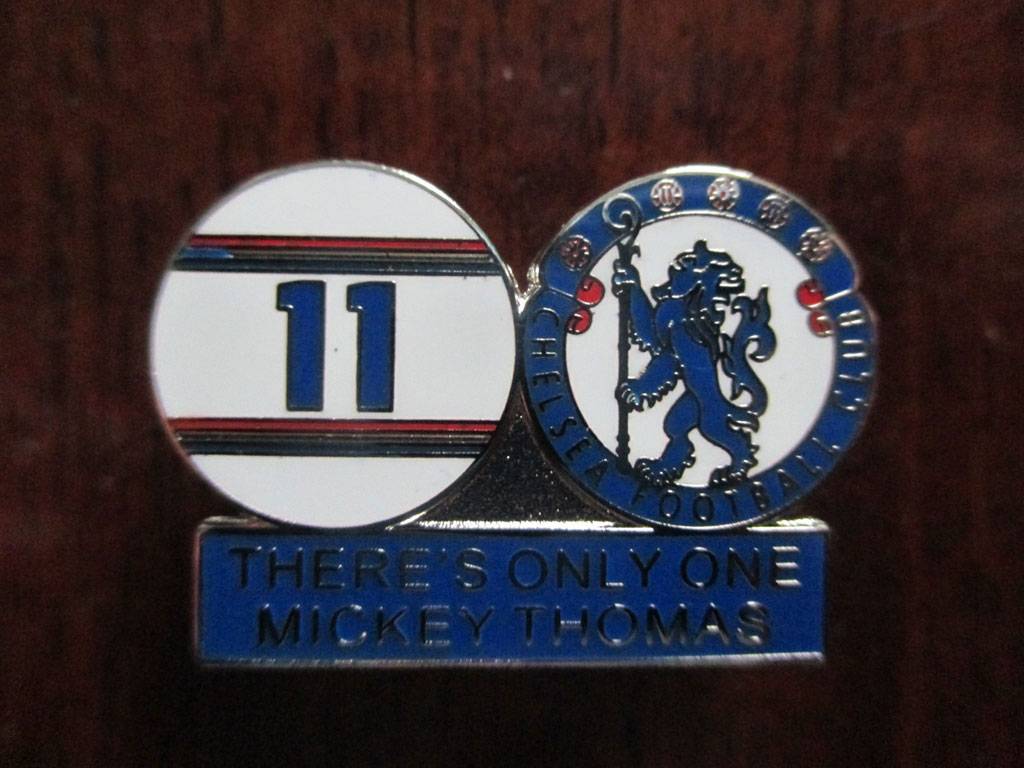 11
CHELSEA FOOTBALL CLUB
THERE'S ONLY ONE
MICKEY THOMAS